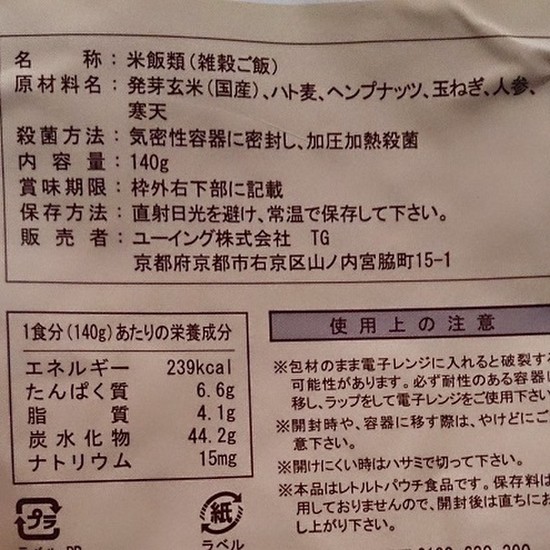 名　　称：米飯類（雑穀ご飯）
原材料名：発芽玄米（国産）、ハト麦、ヘンプナッツ、玉ねぎ、人参、
寒天
殺菌方法：気密性容器に密封し、加圧加熱殺菌
内 容 量：140g
賞味期限：枠外右下部に記載
保存方法：直射日光を避け、常温で保存して下さい。
販 売 者：ユーイング株式会社　TG
京都府京都市右京区山ノ内宮脇町15-1
1食分（140g）あたりの栄養成分
エネルギー　239kcal
たんぱく質　6.6g
脂　　質　4.1g
炭水化物　44.2g
ナトリウム　15mg
使用上の注意
※包材のまま電子レンジに入れると破裂する
可能性があります。必ず耐性のある容器に
移し、ラップをして電子レンジをご使用下さい
※開封時や、容器に移す際は、やけどにご
意下さい。
※開けにくい時はハサミで切って下さい。
※本品はレトルトパウチ食品です。保存料は
用しておりませんので、開封後は直ちにお
し上がり下さい。
プラ
紙
ラベル